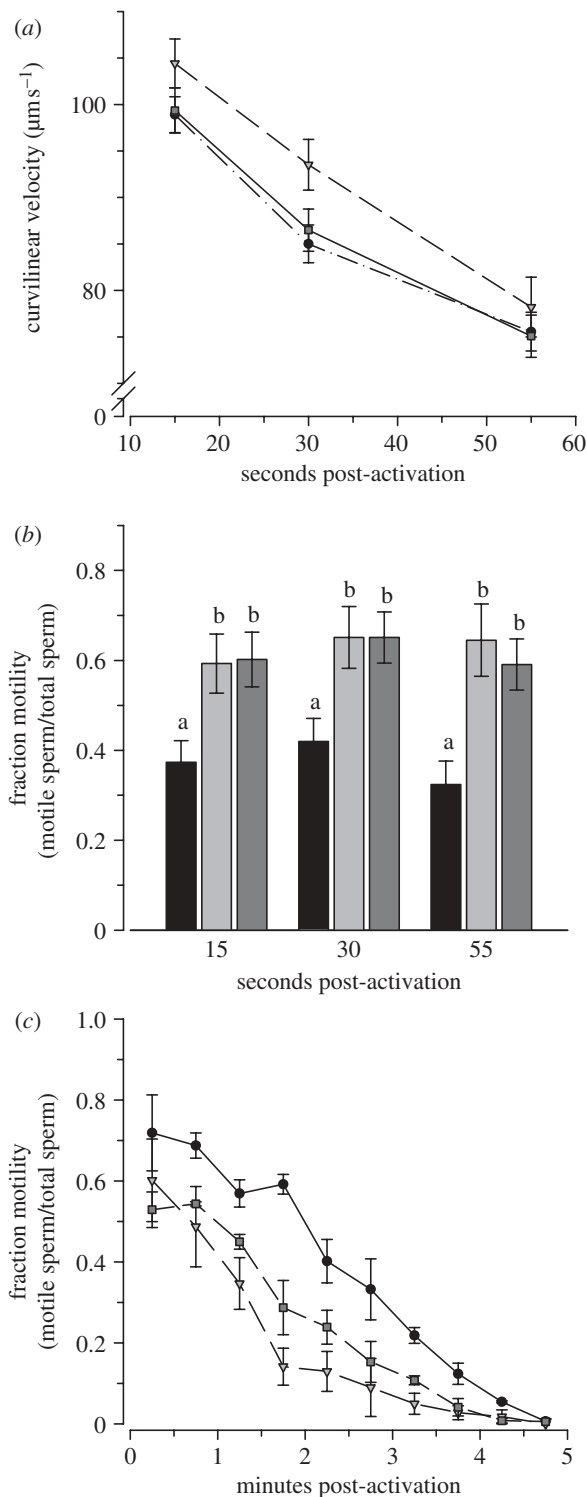 (a)
curvilinear velocity (μm s⁻¹)
100
80
0
10 20 30 40 50 60
seconds post-activation
(b)
fraction motility
(motile sperm/total sperm)
0.8
0.6
0.4
0.2
0
a b b a b b a b b
15 30 55
seconds post-activation
(c)
fraction motility
(motile sperm/total sperm)
1.0
0.8
0.6
0.4
0.2
0
0 1 2 3 4 5
minutes post-activation